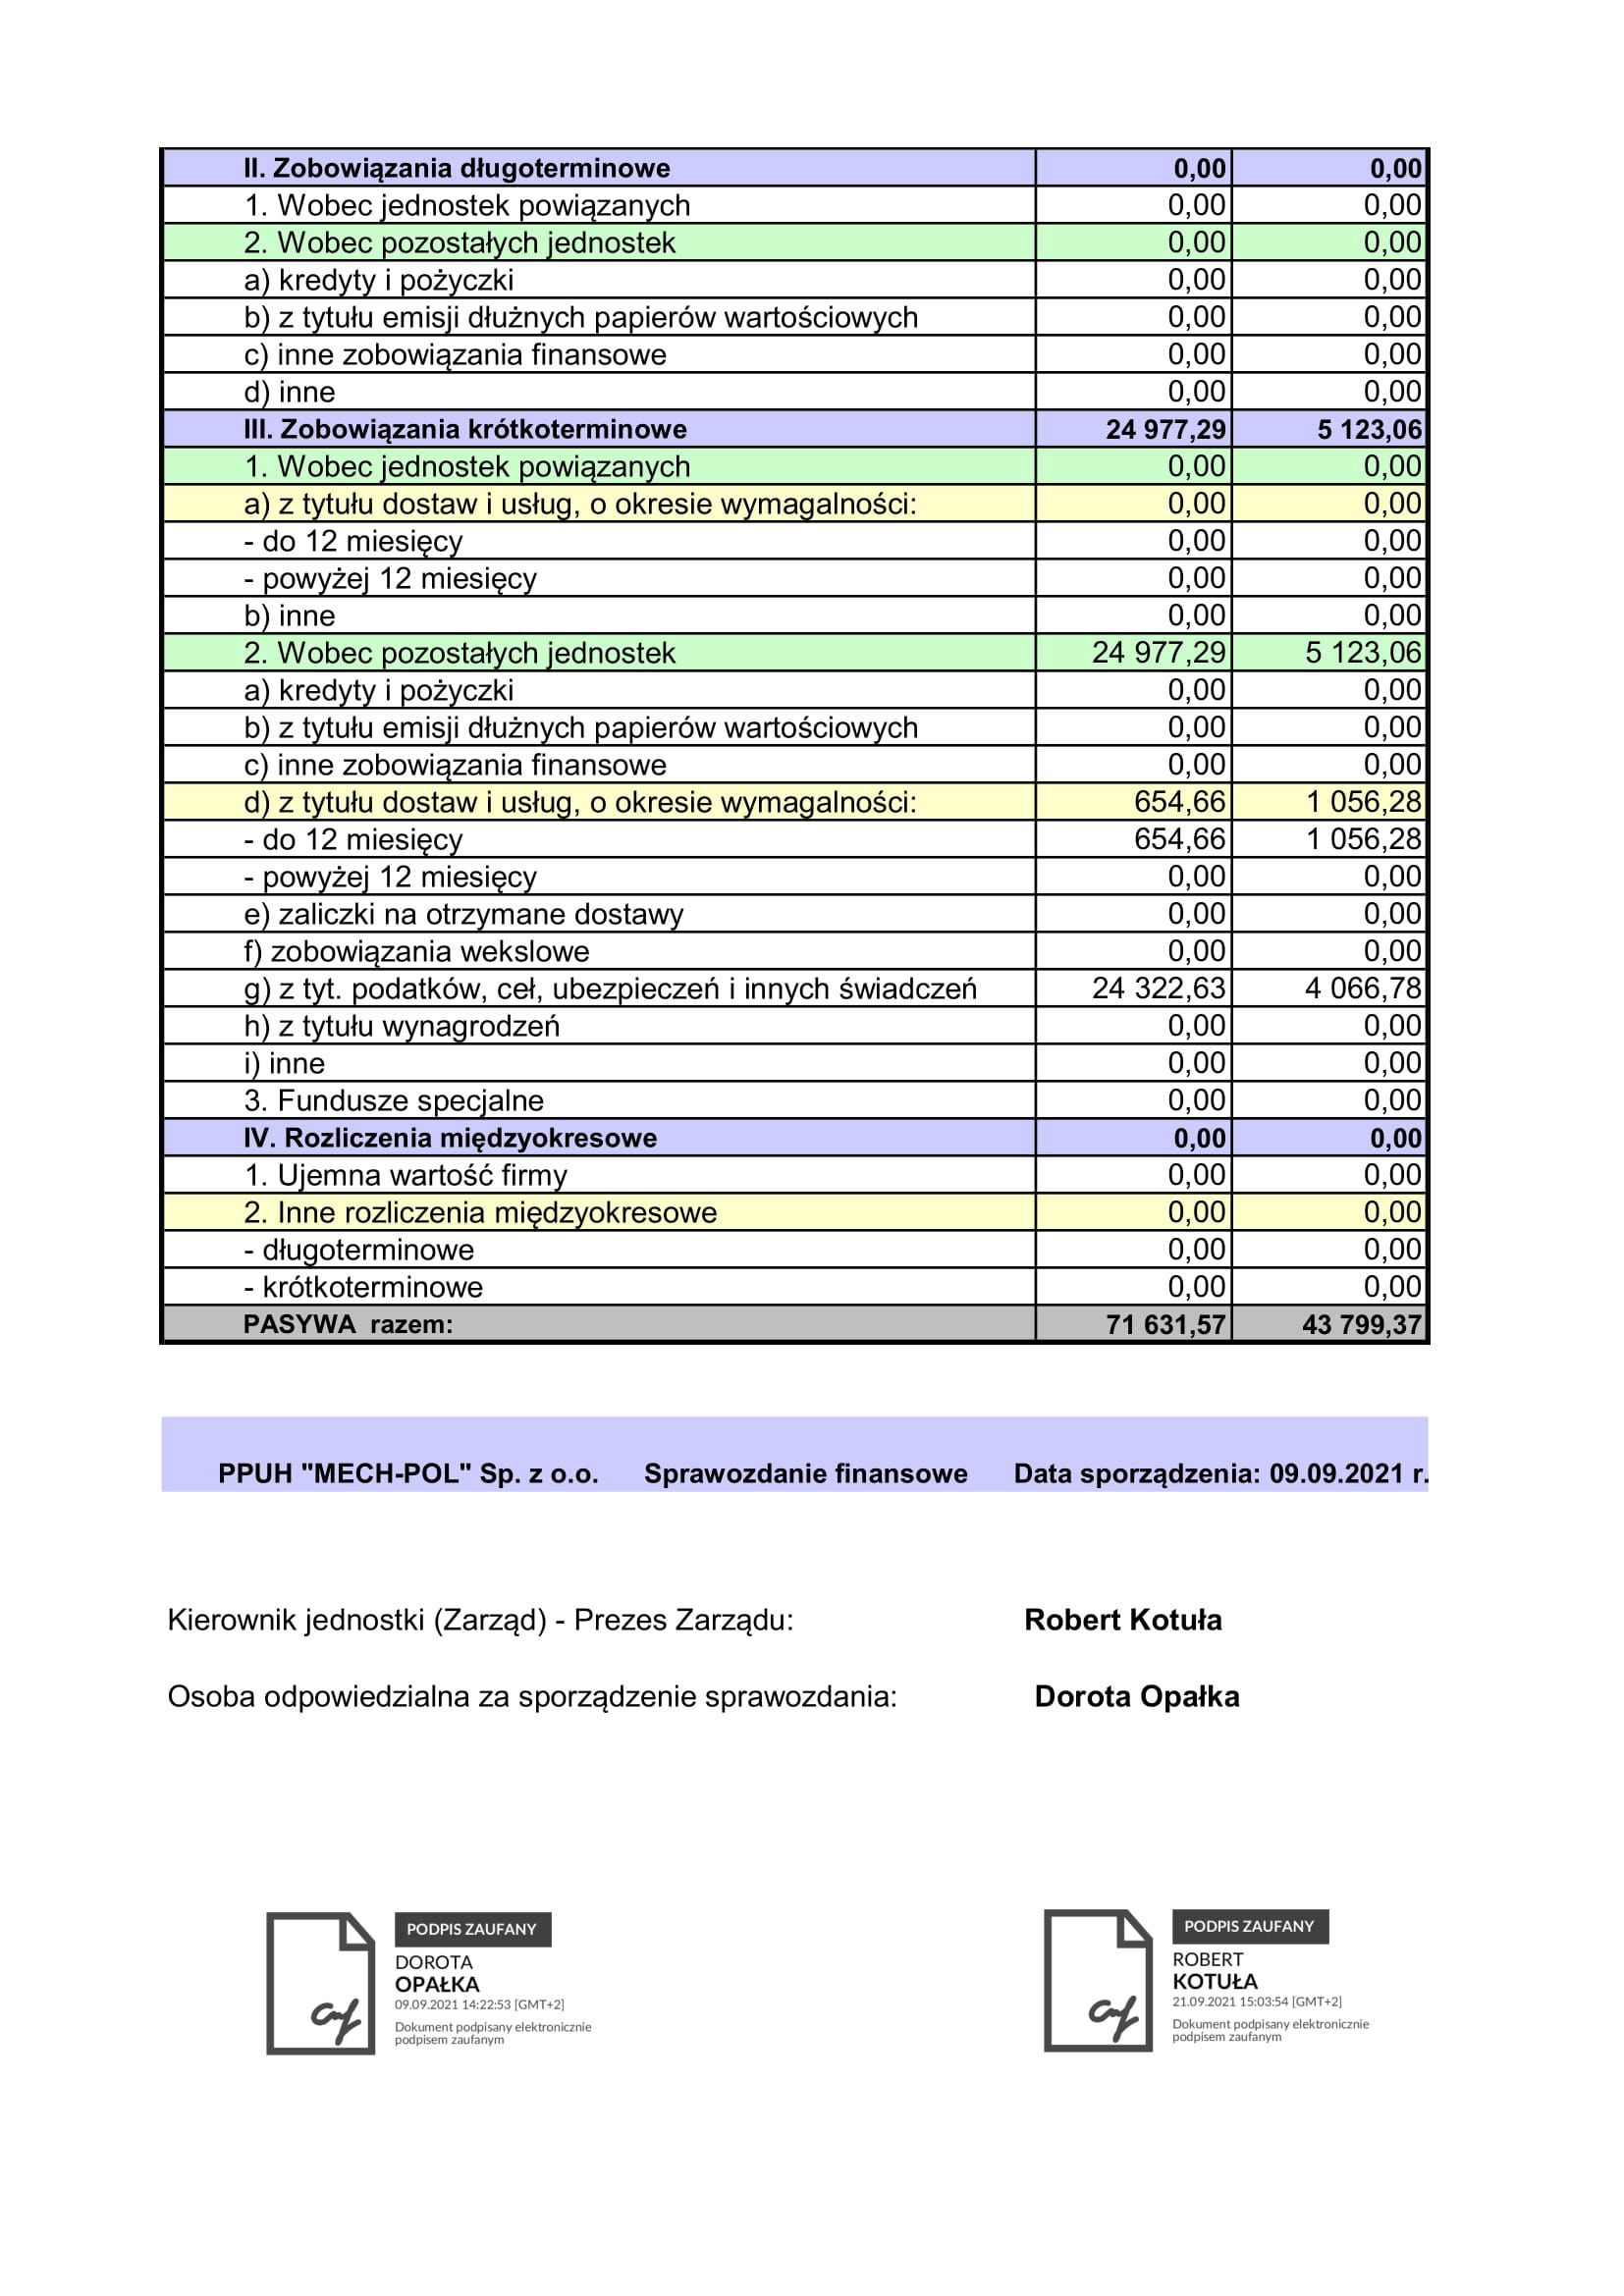 II. Zobowiązania długoterminowe 0,00 0,00
1. Wobec jednostek powiązanych 0,00 0,00
2. Wobec pozostałych jednostek 0,00 0,00
a) kredyty i pożyczki 0,00 0,00
b) z tytułu emisji dłużnych papierów wartościowych 0,00 0,00
c) inne zobowiązania finansowe 0,00 0,00
d) inne 0,00 0,00
III. Zobowiązania krótkoterminowe 24 977,29 5 123,06
1. Wobec jednostek powiązanych 0,00 0,00
a) z tytułu dostaw i usług, o okresie wymagalności: 0,00 0,00
- do 12 miesięcy 0,00 0,00
- powyżej 12 miesięcy 0,00 0,00
b) inne 0,00 0,00
2. Wobec pozostałych jednostek 24 977,29 5 123,06
a) kredyty i pożyczki 0,00 0,00
b) z tytułu emisji dłużnych papierów wartościowych 0,00 0,00
c) inne zobowiązania finansowe 0,00 0,00
d) z tytułu dostaw i usług, o okresie wymagalności: 654,66 1 056,28
- do 12 miesięcy 654,66 1 056,28
- powyżej 12 miesięcy 0,00 0,00
e) zaliczki na otrzymane dostawy 0,00 0,00
f) zobowiązania wekslowe 0,00 0,00
g) z tyt. podatków, ceł, ubezpieczeń i innych świadczeń 24 322,63 4 066,78
h) z tytułu wynagrodzeń 0,00 0,00
i) inne 0,00 0,00
3. Fundusze specjalne 0,00 0,00
IV. Rozliczenia międzyokresowe 0,00 0,00
1. Ujemna wartość firmy 0,00 0,00
2. Inne rozliczenia międzyokresowe 0,00 0,00
- długoterminowe 0,00 0,00
- krótkoterminowe 0,00 0,00
PASYWA razem: 71 631,57 43 799,37
PPUH "MECH-POL" Sp. z o.o. Sprawozdanie finansowe Data sporządzenia: 09.09.2021 r.
Kierownik jednostki (Zarząd) - Prezes Zarządu: Robert Kotuła
Osoba odpowiedzialna za sporządzenie sprawozdania: Dorota Opałka
PODPIS ZAUFANY
DOROTA
OPAŁKA
09.09.2021 14:22:53 [GMT+2]
Dokument podpisany elektronicznie
podpisem zaufanym
PODPIS ZAUFANY
ROBERT
KOTUŁA
21.09.2021 15:03:54 [GMT+2]
Dokument podpisany elektronicznie
podpisem zaufanym